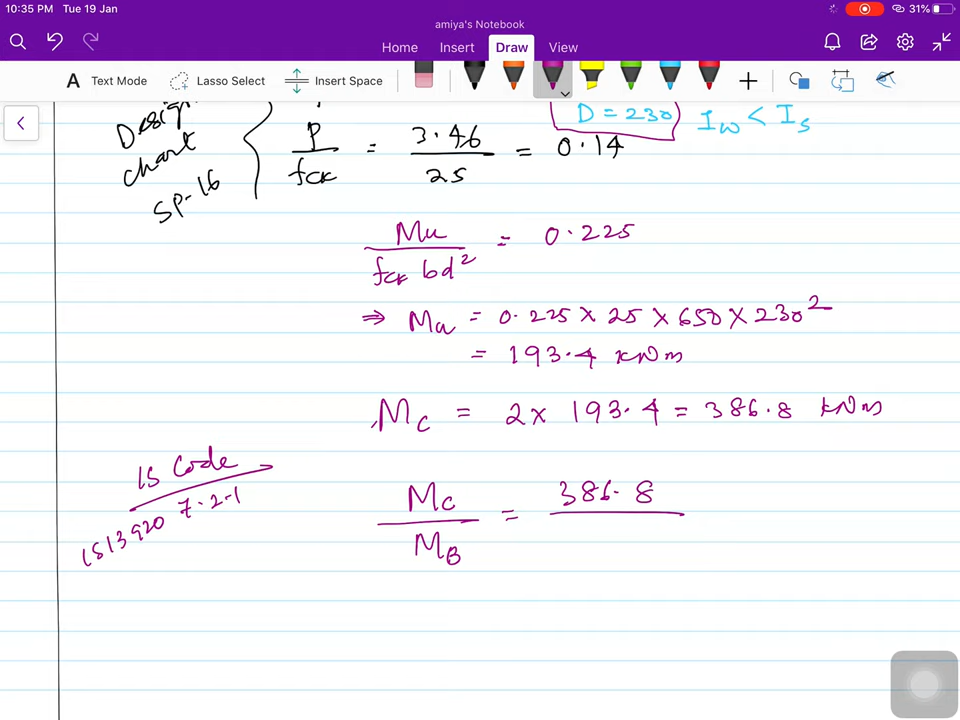 10:35 PM Tue 19 Jan
31%
amiya's Notebook
Home Insert Draw View
A Text Mode Lasso Select Insert Space
Design
chart
SP-16
P/fck = 3.46/25 = 0.14
D = 230
Iw < Is
Mu/fck bd² = 0.225
⇒ Mu = 0.225 × 25 × 650 × 230²
= 193.4 kNm
Mc = 2 × 193.4 = 386.8 kNm
IS Code
IS13920 7.2.1
Mc/MB = 386.8